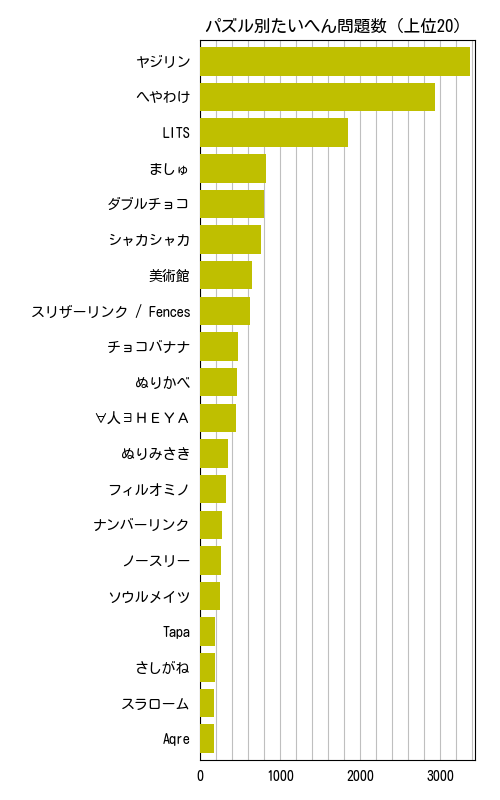 パズル別たいへん問題数 (上位20)
ヤジリン
へやわけ
LITS
ましゅ
ダブルチョコ
シャカシャカ
美術館
スリザーリンク / Fences
チョコバナナ
ぬりかべ
∀人∃ＨＥＹＡ
ぬりみさき
フィルオミノ
ナンバーリンク
ノースリー
ソウルメイツ
Tapa
さしがね
スラローム
Aqre
0 1000 2000 3000